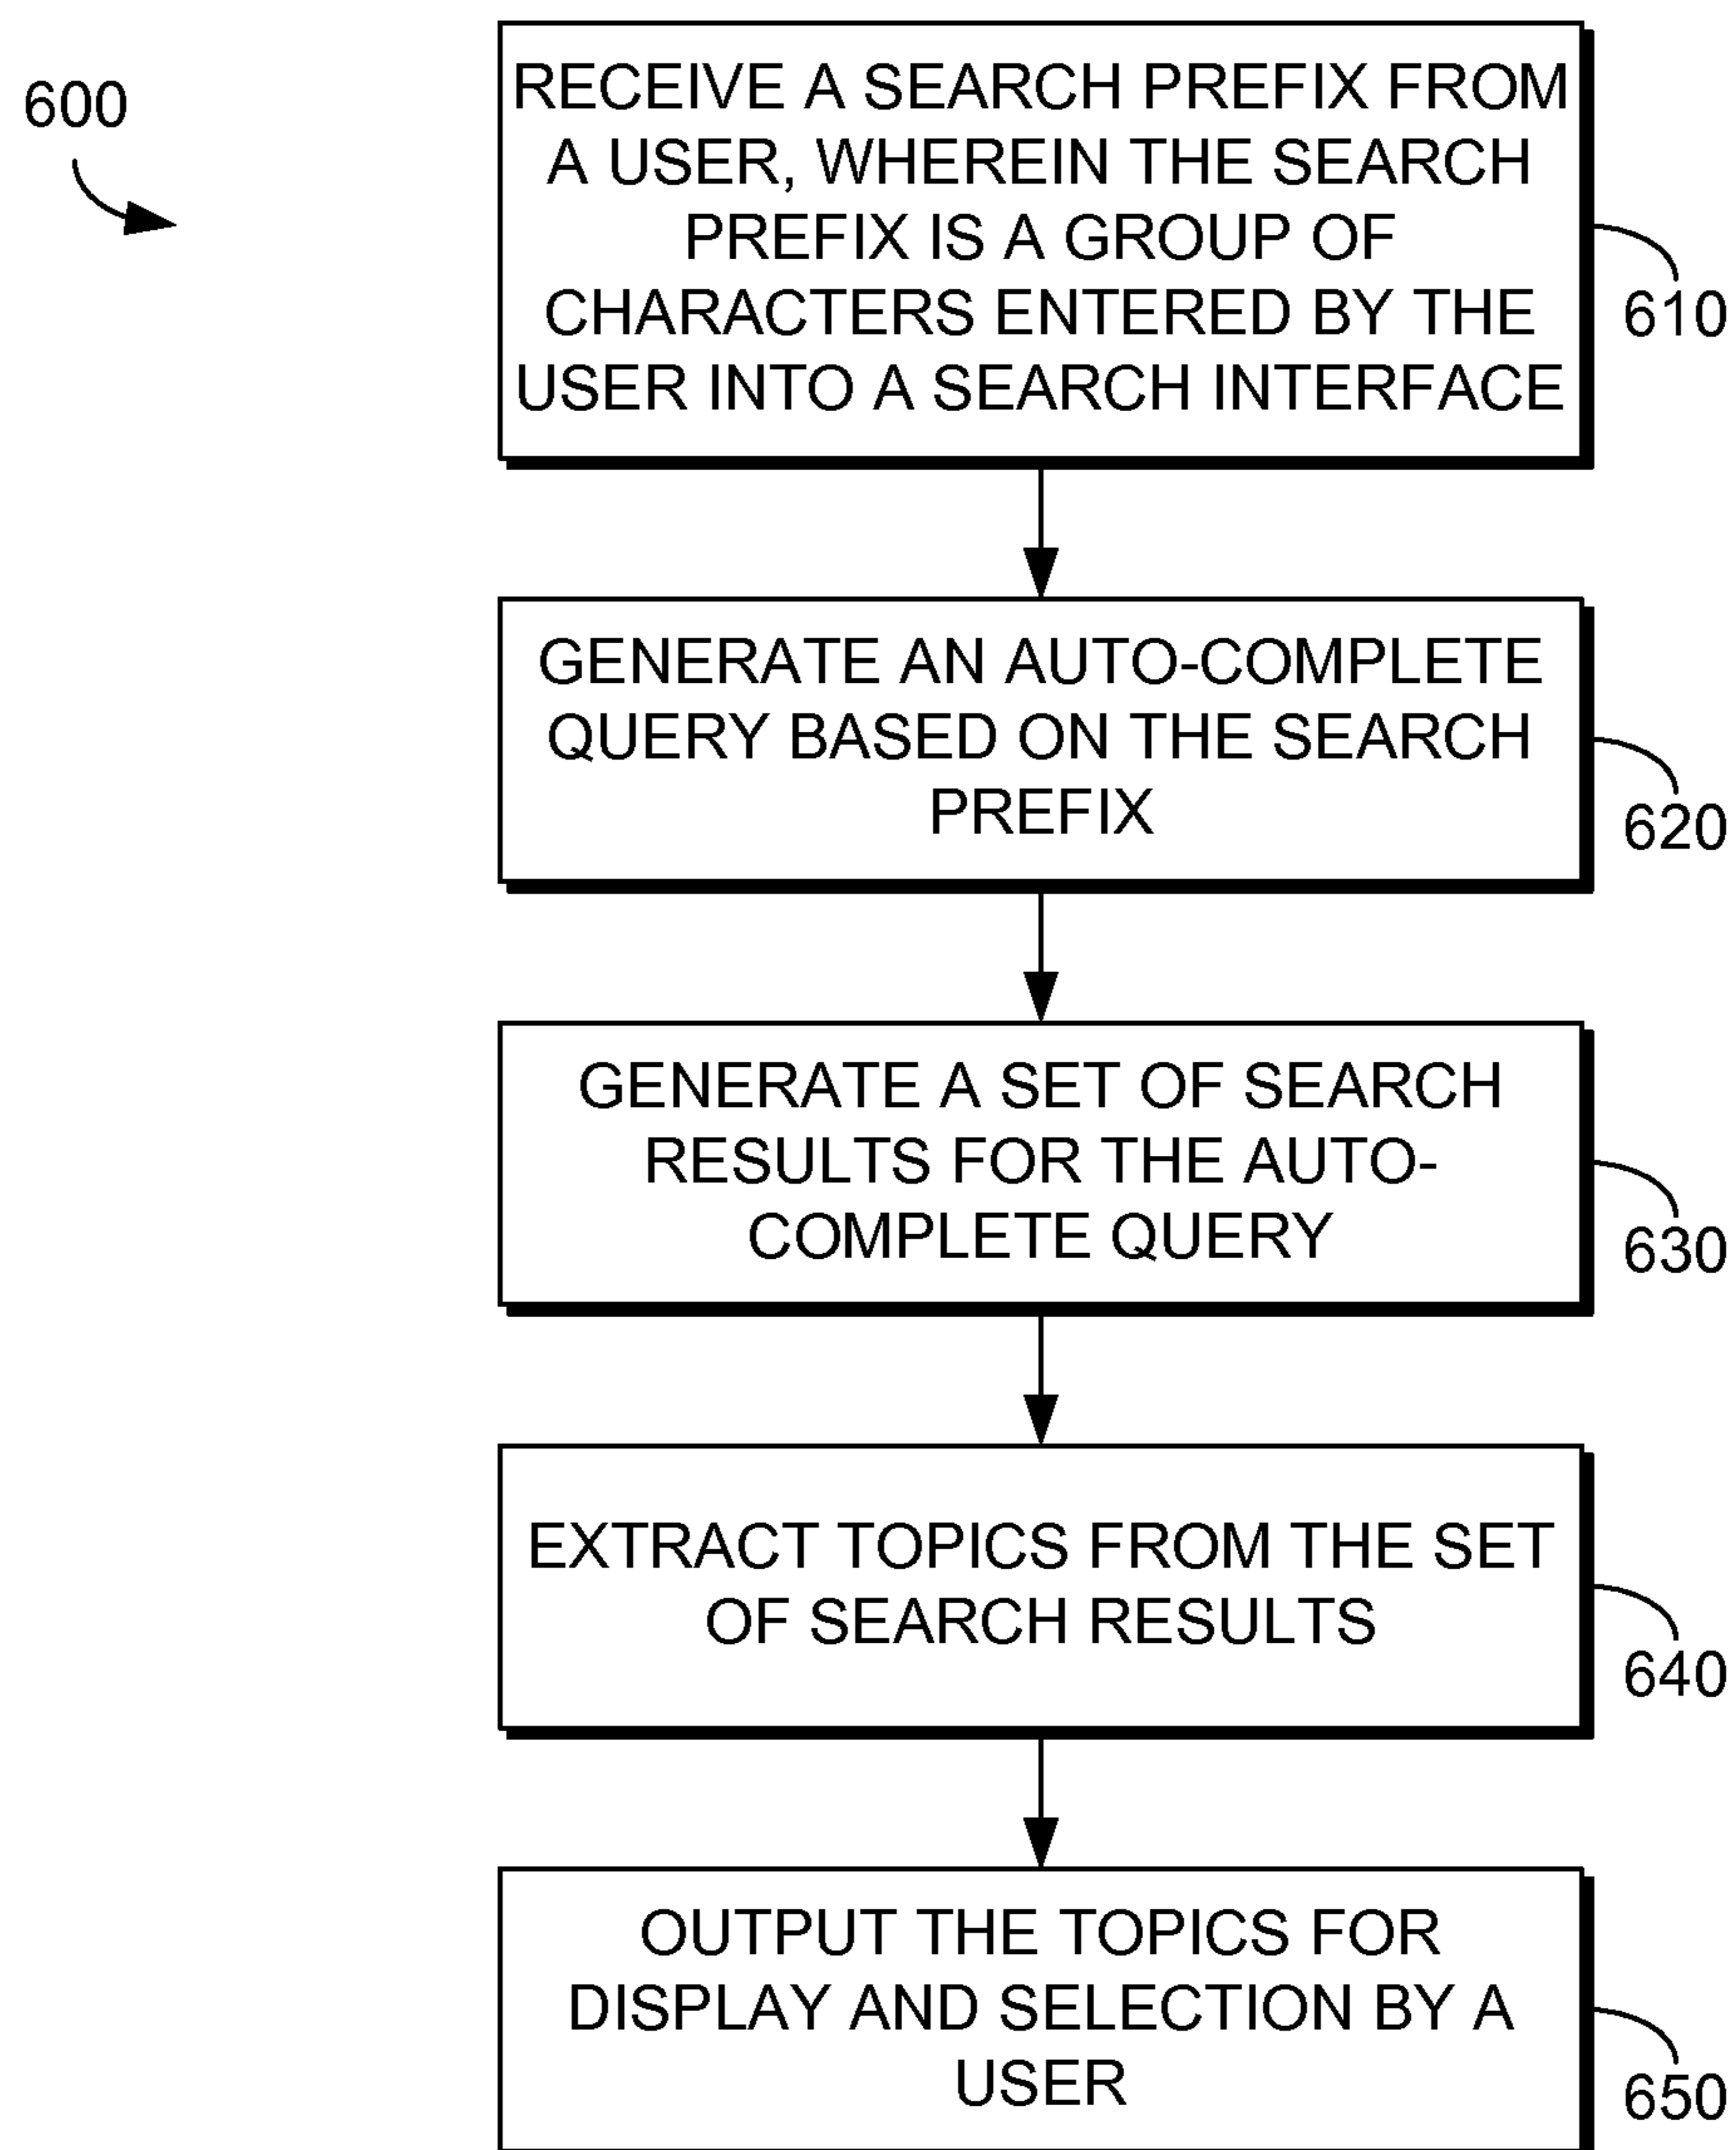 600
RECEIVE A SEARCH PREFIX FROM
A USER, WHEREIN THE SEARCH
PREFIX IS A GROUP OF
CHARACTERS ENTERED BY THE
USER INTO A SEARCH INTERFACE
610
GENERATE AN AUTO-COMPLETE
QUERY BASED ON THE SEARCH
PREFIX
620
GENERATE A SET OF SEARCH
RESULTS FOR THE AUTO-
COMPLETE QUERY
630
EXTRACT TOPICS FROM THE SET
OF SEARCH RESULTS
640
OUTPUT THE TOPICS FOR
DISPLAY AND SELECTION BY A
USER
650